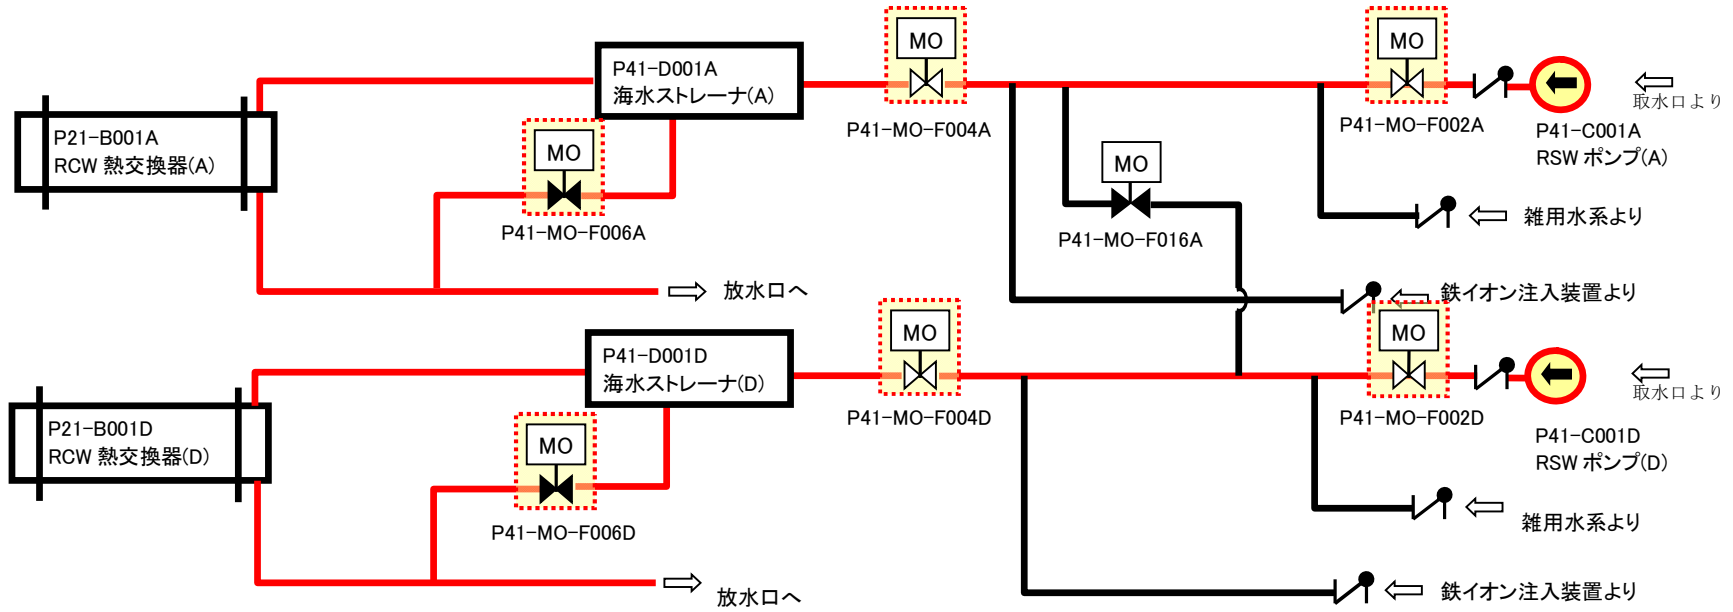 MO
MO
P41-D001A
海水ストレーナ(A)
取水口より
P41-MO-F004A
P41-MO-F002A
P41-C001A
RSW ポンプ(A)
P21-B001A
RCW 熱交換器(A)
MO
MO
P41-MO-F006A
P41-MO-F016A
雑用水系より
放水口へ
鉄イオン注入装置より
MO
MO
P41-D001D
海水ストレーナ(D)
取水口より
P41-MO-F004D
P41-MO-F002D
P21-B001D
RCW 熱交換器(D)
MO
P41-C001D
RSW ポンプ(D)
P41-MO-F006D
雑用水系より
放水口へ
鉄イオン注入装置より